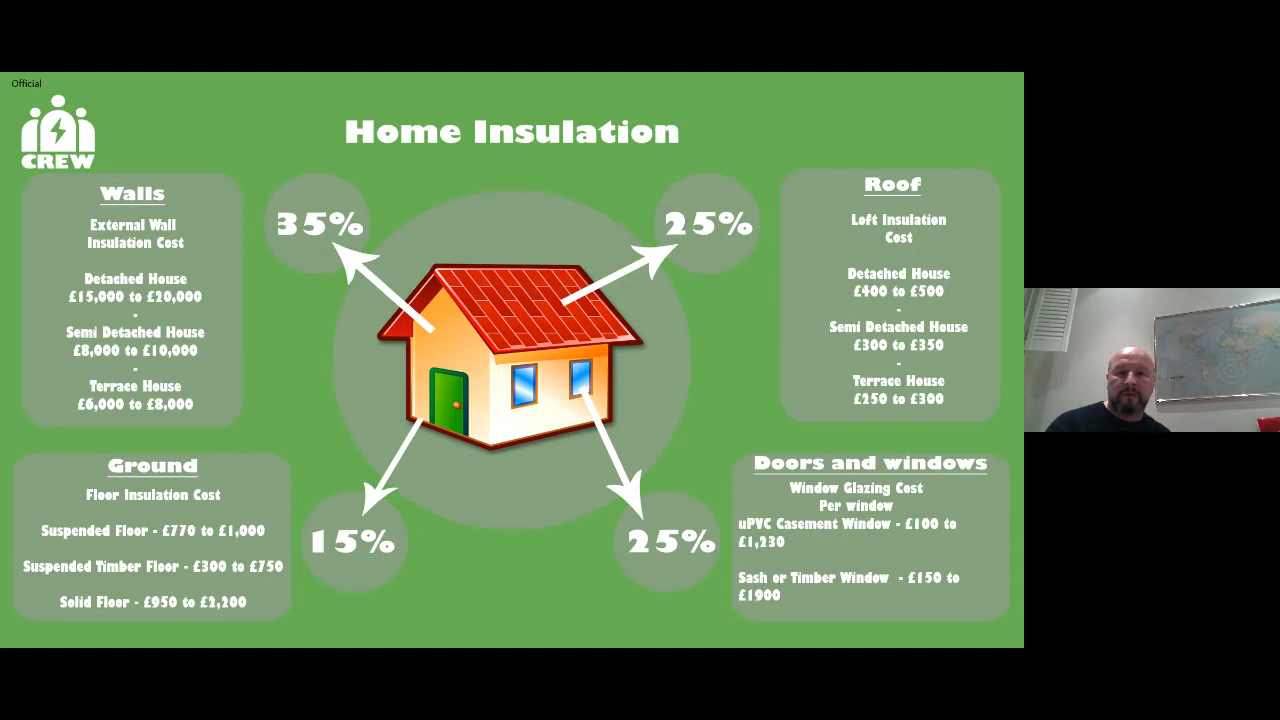 Official
CREW
Home Insulation
Walls
External Wall
Insulation Cost
Detached House
£15,000 to £20,000
-
Semi Detached House
£8,000 to £10,000
-
Terrace House
£6,000 to £8,000
35%
25%
Roof
Loft Insulation
Cost
Detached House
£400 to £500
-
Semi Detached House
£300 to £350
-
Terrace House
£250 to £300
Ground
Floor Insulation Cost
Suspended Floor - £770 to £1,000
Suspended Timber Floor - £300 to £750
Solid Floor - £950 to £2,200
15%
25%
Doors and windows
Window Glazing Cost
Per window
uPVC Casement Window - £100 to
£1,230
Sash or Timber Window - £150 to
£1900